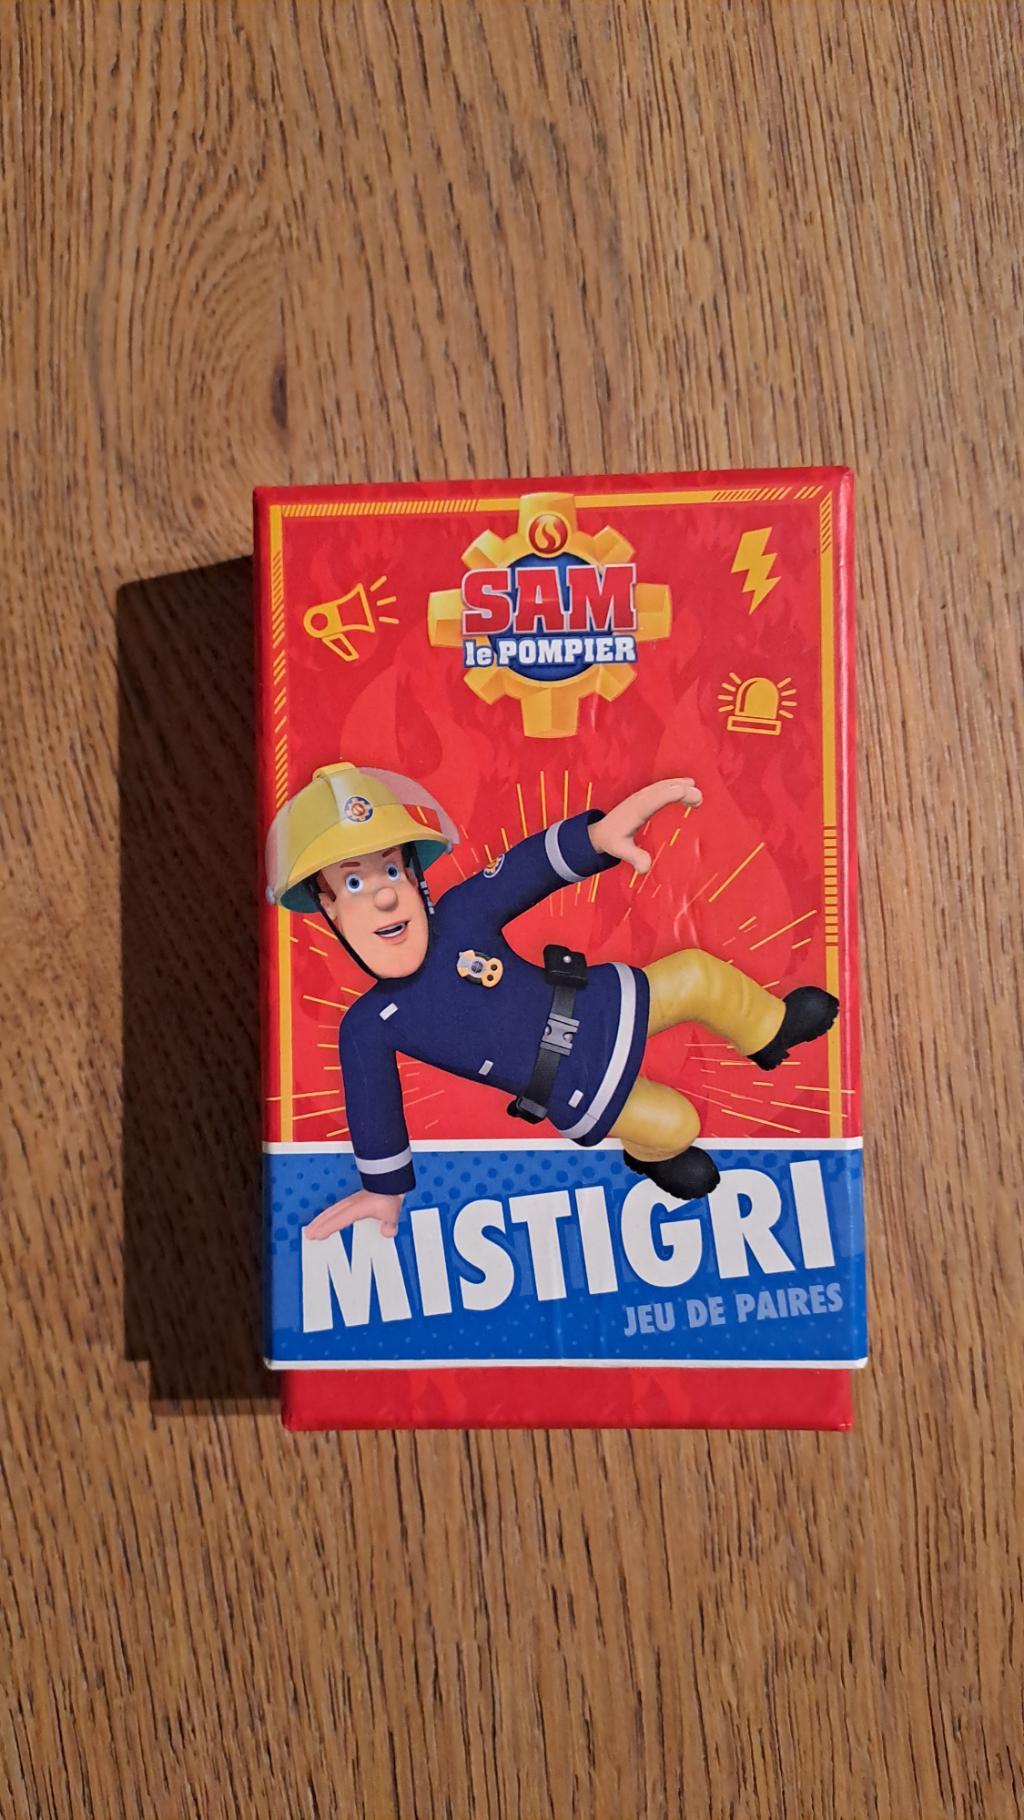 SAM
le POMPIER
MISTIGRI
JEU DE PAIRES